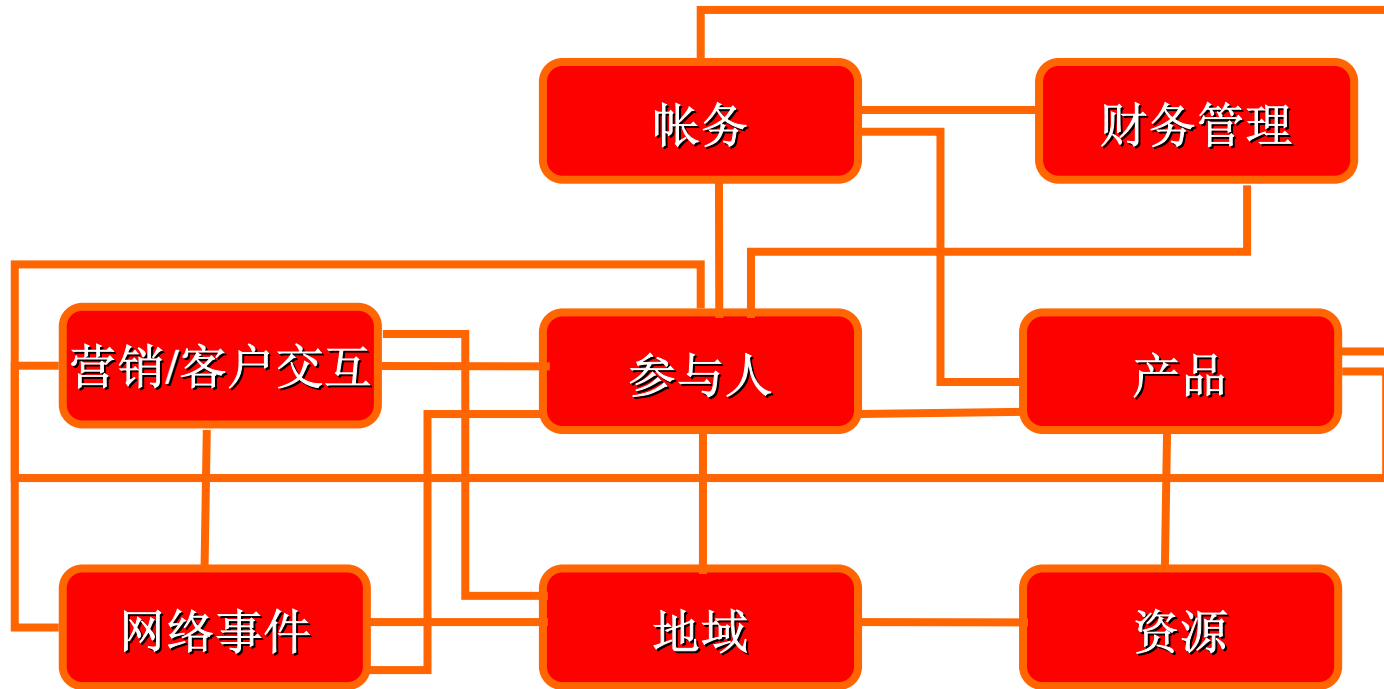 帐务
财务管理
营销/客户交互
参与人
产品
网络事件
地域
资源